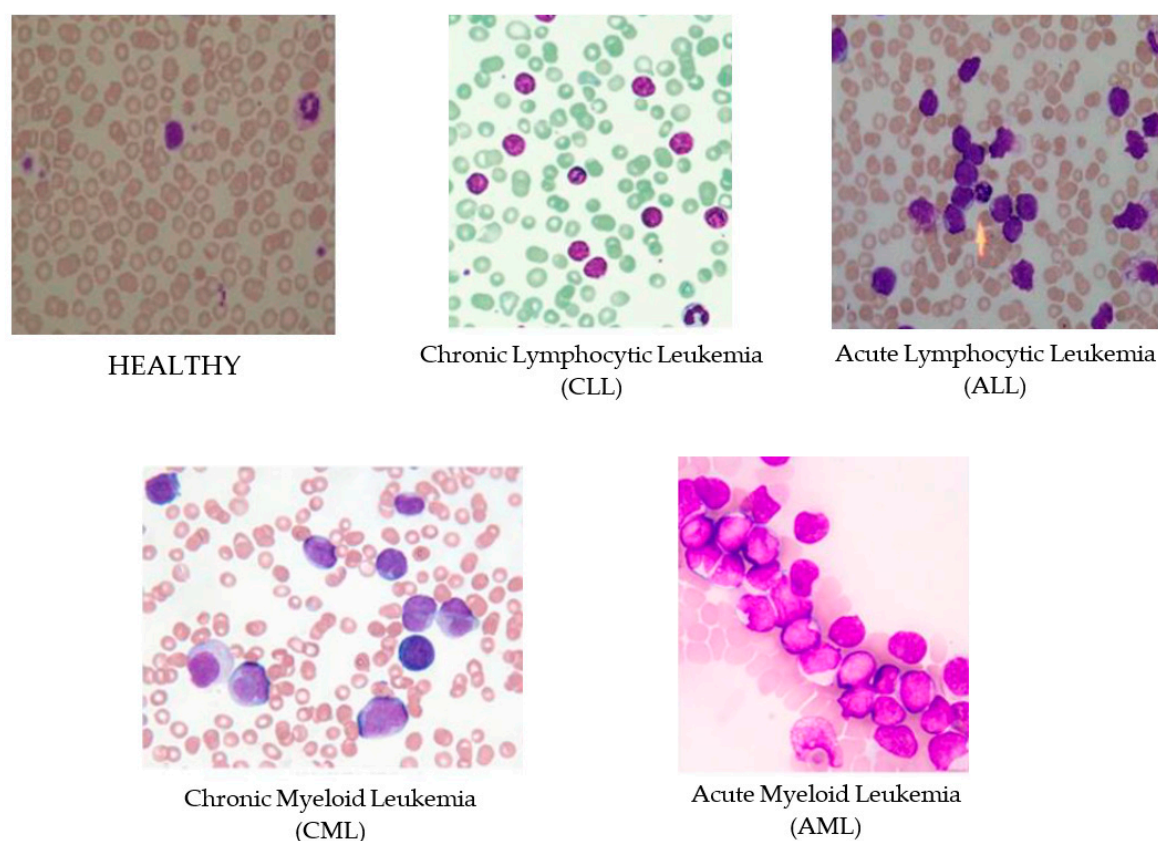 HEALTHY
Chronic Lymphocytic Leukemia
(CLL)
Acute Lymphocytic Leukemia
(ALL)
Chronic Myeloid Leukemia
(CML)
Acute Myeloid Leukemia
(AML)